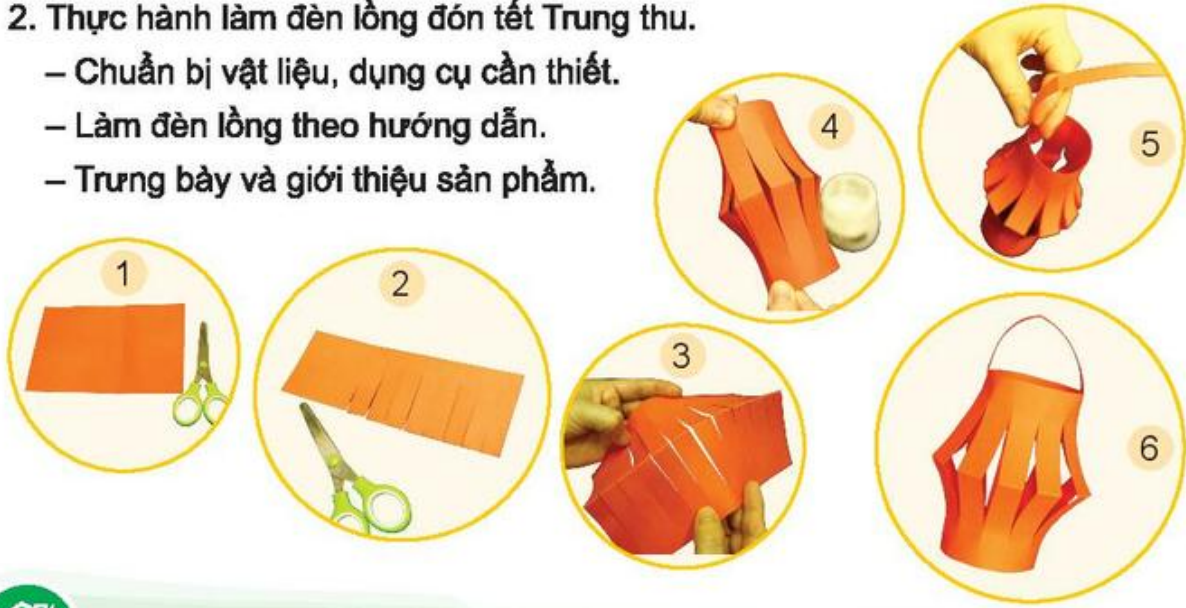 2. Thực hành làm đèn lồng đón tết Trung thu.
– Chuẩn bị vật liệu, dụng cụ cần thiết.
– Làm đèn lồng theo hướng dẫn.
– Trưng bày và giới thiệu sản phẩm.
1
2
3
4
5
6